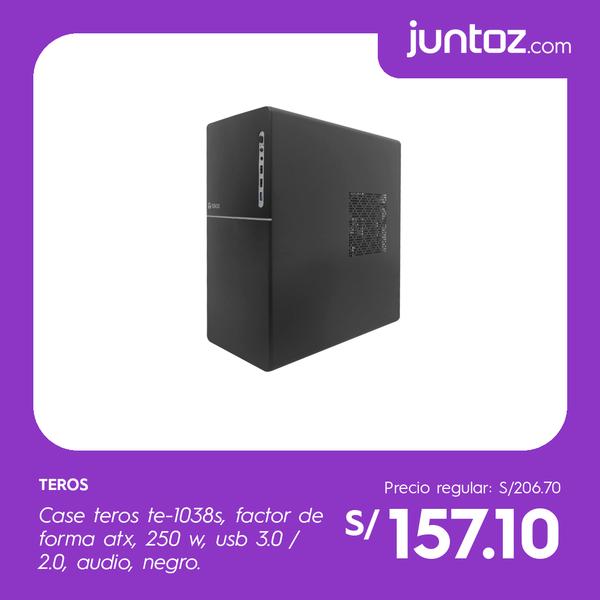 juntoz.com
TEROS
Precio regular: S/206.70
Case teros te-1038s, factor de
forma atx, 250 w, usb 3.0 /
2.0, audio, negro.
S/157.10